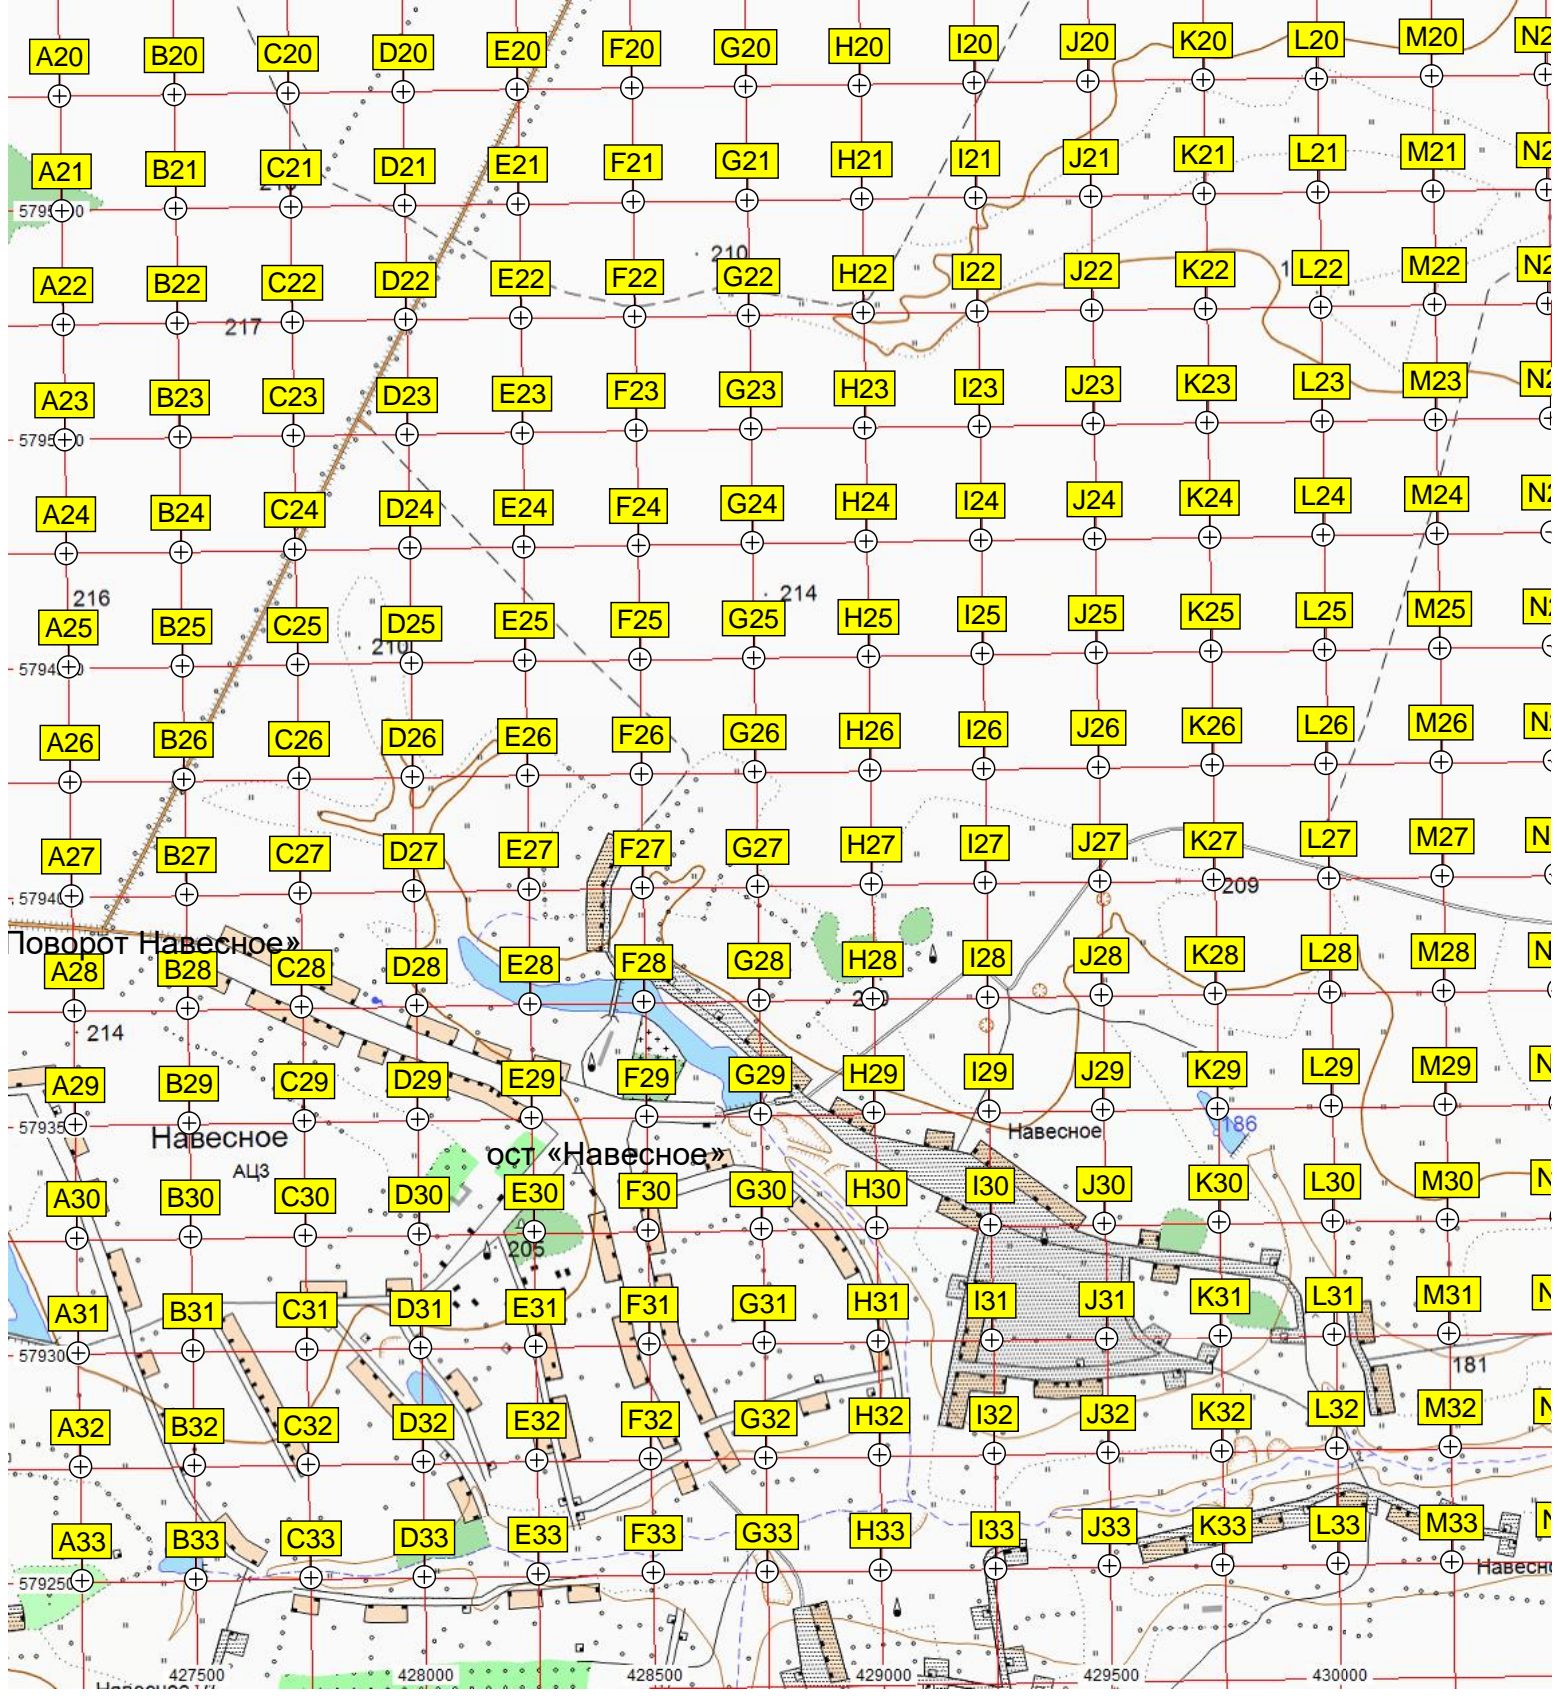 A20 B20 C20 D20 E20 F20 G20 H20 I20 J20 K20 L20 M20
A21 B21 C21 D21 E21 F21 G21 H21 I21 J21 K21 L21 M21
210
A22 B22 C22 D22 E22 F22 G22 H22 I22 J22 K22 L22 M22
217
A23 B23 C23 D23 E23 F23 G23 H23 I23 J23 K23 L23 M23
A24 B24 C24 D24 E24 F24 G24 H24 I24 J24 K24 L24 M24
216 214
A25 B25 C25 D25 E25 F25 G25 H25 I25 J25 K25 L25 M25
210
A26 B26 C26 D26 E26 F26 G26 H26 I26 J26 K26 L26 M26
A27 B27 C27 D27 E27 F27 G27 H27 I27 J27 K27 L27 M27
209
Поворот Навесное»
A28 B28 C28 D28 E28 F28 G28 H28 I28 J28 K28 L28 M28
214
A29 B29 C29 D29 E29 F29 G29 H29 I29 J29 K29 L29 M29
Навесное Навесное 186
АЦЗ ост «Навесное»
A30 B30 C30 D30 E30 F30 G30 H30 I30 J30 K30 L30 M30
205
A31 B31 C31 D31 E31 F31 G31 H31 I31 J31 K31 L31 M31
181
A32 B32 C32 D32 E32 F32 G32 H32 I32 J32 K32 L32 M32
A33 B33 C33 D33 E33 F33 G33 H33 I33 J33 K33 L33 M33
427500 428000 428500 429000 429500 430000